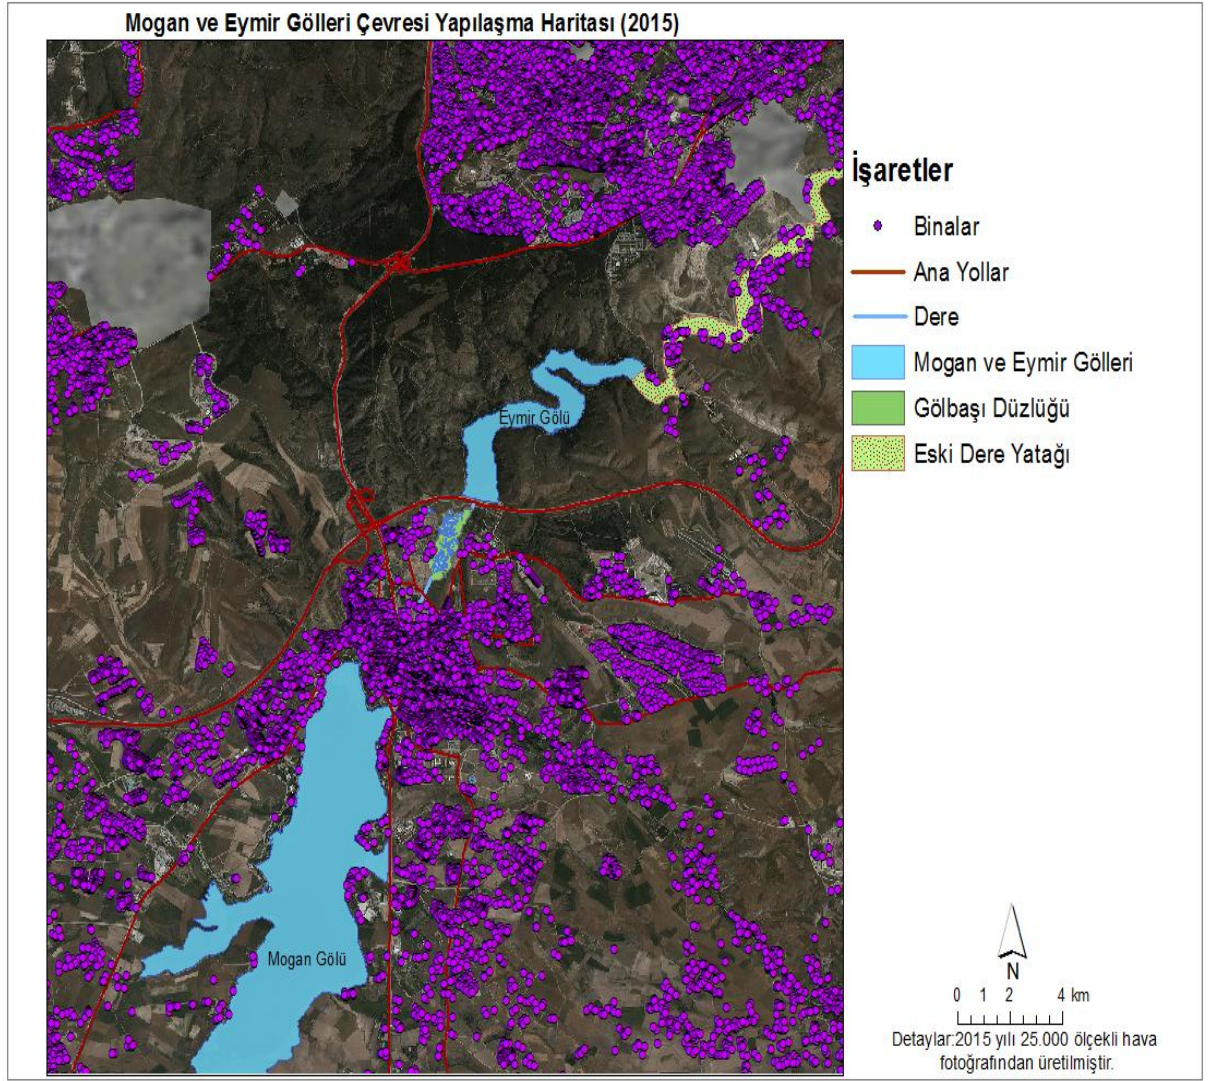 Mogan ve Eymir Gölleri Çevresi Yapılaşma Haritası (2015)
İşaretler
Binalar
Ana Yollar
Dere
Mogan ve Eymir Gölleri
Gölbaşı Düzlüğü
Eski Dere Yatağı
Eymir Gölü
Mogan Gölü
N
0 1 2 4 km
Detaylar:2015 yılı 25.000 ölçekli hava
fotoğrafından üretilmiştir.